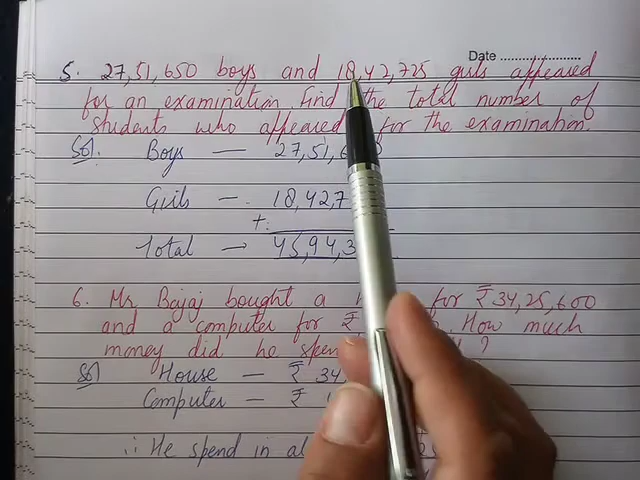 Date ........................
5. 27,51,650 boys and 18,42,725 girls appeared
for an examination. Find the total number of
students who appeared for the examination.
Sol. Boys — 27,51,6
Girls — 18,42,7
+
Total → 45,94,3
6. Mr Bajaj bought a for ₹34,25,600
and a computer for ₹ How much
money did he ?
Sol House — ₹ 34
Computer — ₹
∴ He spend in